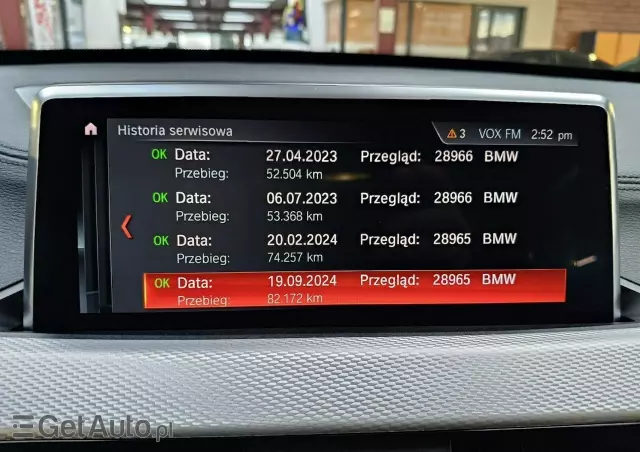 Historia serwisowa
3 VOX FM 2:52 pm
OK Data: 27.04.2023 Przegląd: 28966 BMW
Przebieg: 52.504 km
OK Data: 06.07.2023 Przegląd: 28966 BMW
Przebieg: 53.368 km
OK Data: 20.02.2024 Przegląd: 28965 BMW
Przebieg: 74.257 km
OK Data: 19.09.2024 Przegląd: 28965 BMW
Przebieg: 82.172 km
GetAuto.pl